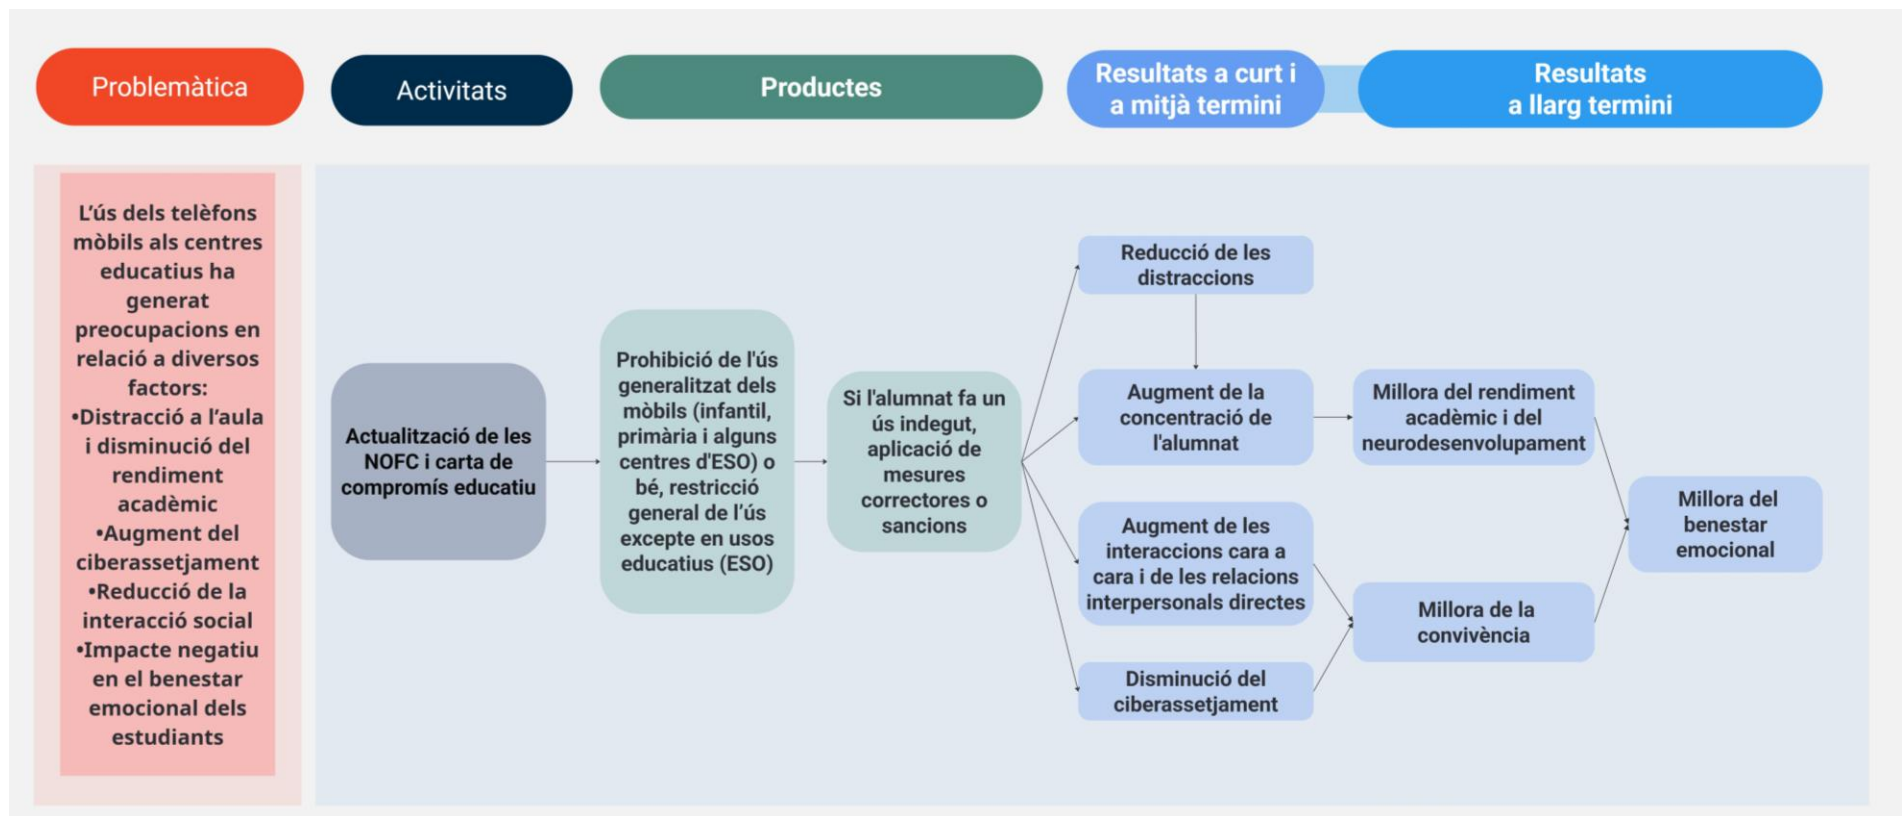 Problemàtica
Activitats
Productes
Resultats a curt i
a mitjà termini
Resultats
a llarg termini
L'ús dels telèfons
mòbils als centres
educatius ha
generat
preocupacions en
relació a diversos
factors:
•Distracció a l'aula
i disminució del
rendiment
acadèmic
•Augment del
ciberassetjament
•Reducció de la
interacció social
•Impacte negatiu
en el benestar
emocional dels
estudiants
Actualització de les
NOFC i carta de
compromís educatiu
Prohibició de l'ús
generalitzat dels
mòbils (infantil,
primària i alguns
centres d'ESO) o
bé, restricció
general de l'ús
excepte en usos
educatius (ESO)
Si l'alumnat fa un
ús indegut,
aplicació de
mesures
correctores o
sancions
Reducció de les
distraccions
Augment de la
concentració de
l'alumnat
Augment de les
interaccions cara a
cara i de les relacions
interpersonals directes
Disminució del
ciberassetjament
Millora del rendiment
acadèmic i del
neurodesenvolupament
Millora de la
convivència
Millora del
benestar
emocional